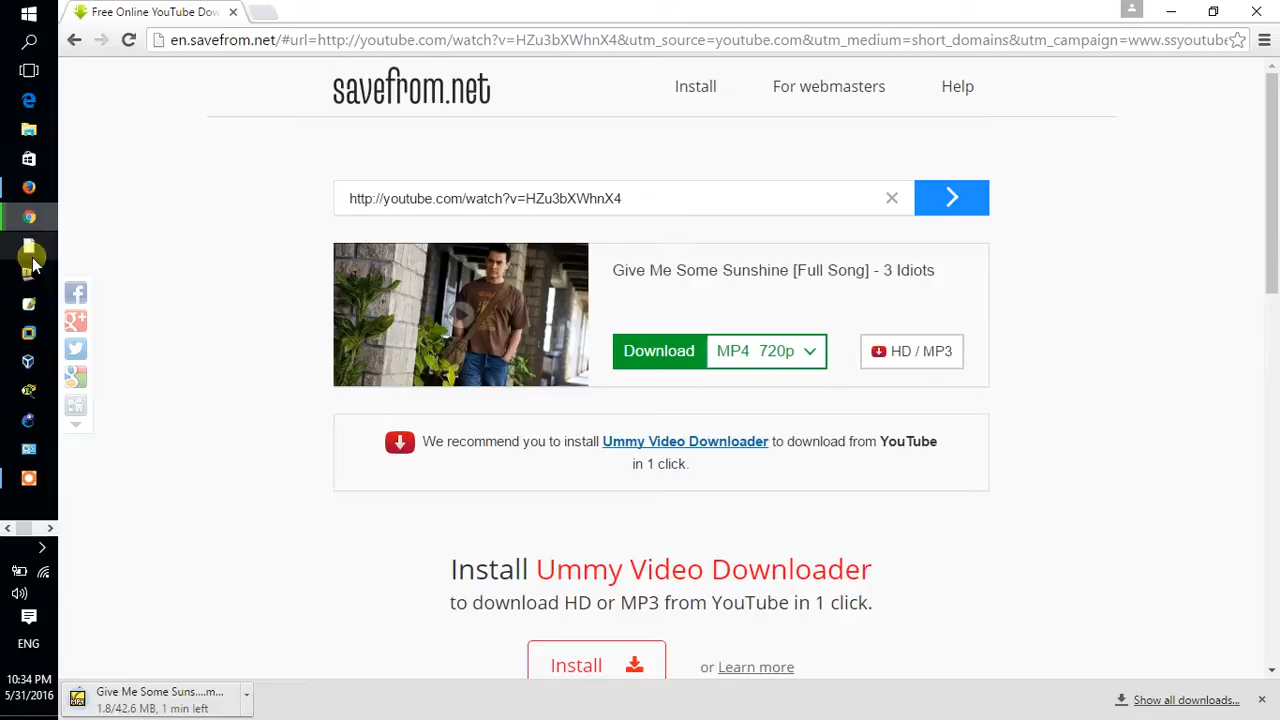 Free Online YouTube Dow
en.savefrom.net/#url=http://youtube.com/watch?v=HZu3bXWhnX4&utm_source=youtube.com&utm_medium=short_domains&utm_campaign=www.ssyoutube
savefrom.net
Install
For webmasters
Help
http://youtube.com/watch?v=HZu3bXWhnX4
Give Me Some Sunshine [Full Song] - 3 Idiots
Download MP4 720p
HD / MP3
We recommend you to install Ummy Video Downloader to download from YouTube
in 1 click.
Install Ummy Video Downloader
to download HD or MP3 from YouTube in 1 click.
Install
or Learn more
ENG
10:34 PM
5/31/2016
Give Me Some Suns....m...
1.8/42.6 MB, 1 min left
Show all downloads...